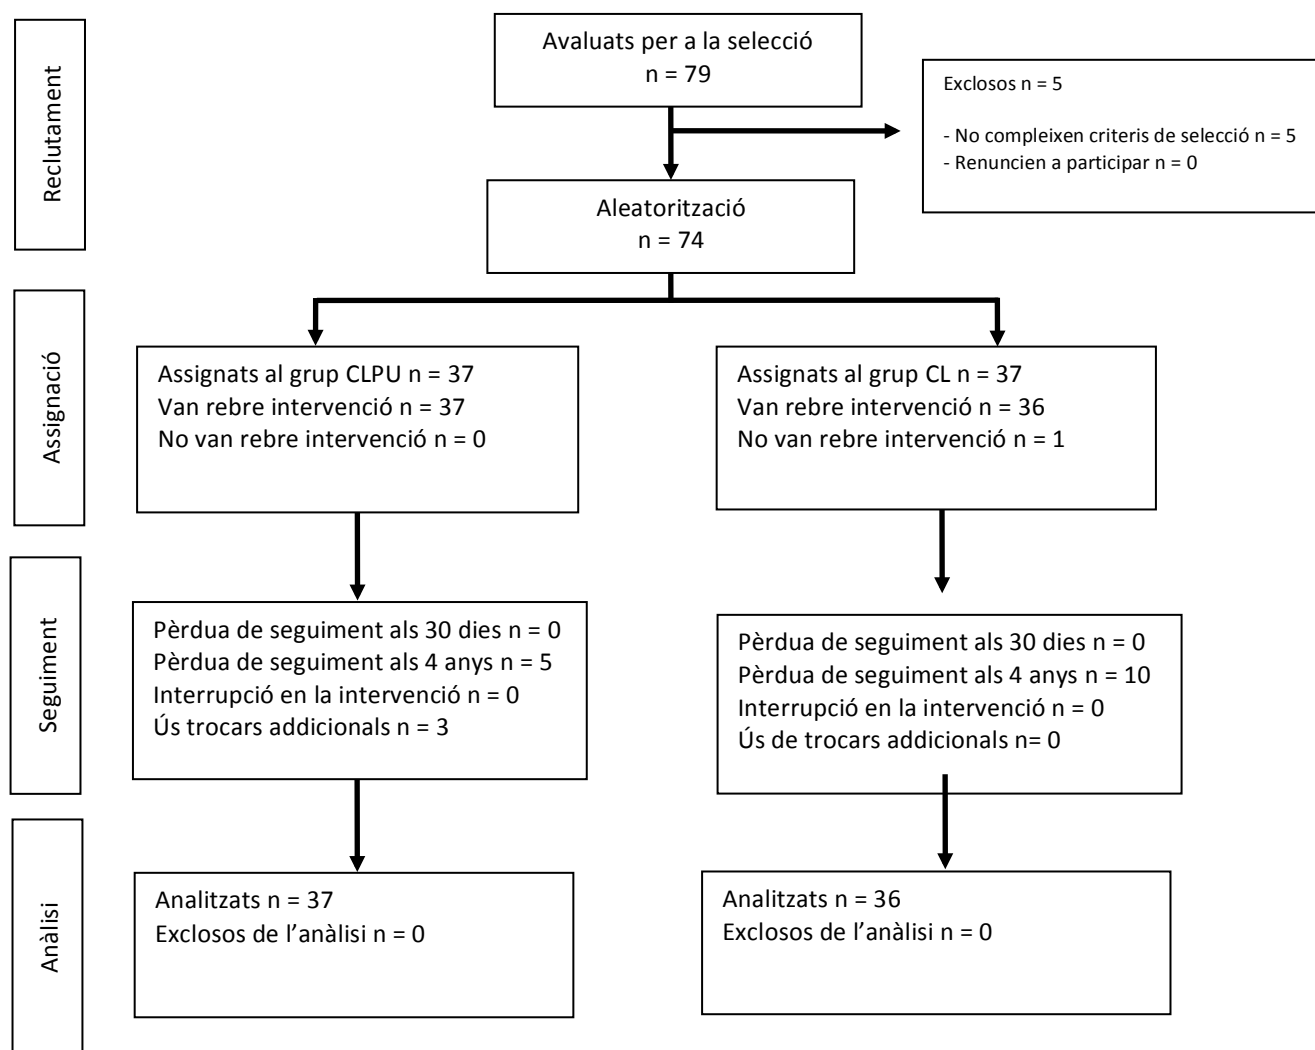 Reclutament
Avaluats per a la selecció
n = 79
Exclosos n = 5
- No compleixen criteris de selecció n = 5
- Renuncien a participar n = 0
Aleatorització
n = 74
Assignació
Assignats al grup CLPU n = 37
Van rebre intervenció n = 37
No van rebre intervenció n = 0
Assignats al grup CL n = 37
Van rebre intervenció n = 36
No van rebre intervenció n = 1
Seguiment
Pèrdua de seguiment als 30 dies n = 0
Pèrdua de seguiment als 4 anys n = 5
Interrupció en la intervenció n = 0
Ús trocars addicionals n = 3
Pèrdua de seguiment als 30 dies n = 0
Pèrdua de seguiment als 4 anys n = 10
Interrupció en la intervenció n = 0
Ús de trocars addicionals n= 0
Anàlisi
Analitzats n = 37
Exclosos de l’anàlisi n = 0
Analitzats n = 36
Exclosos de l’anàlisi n = 0